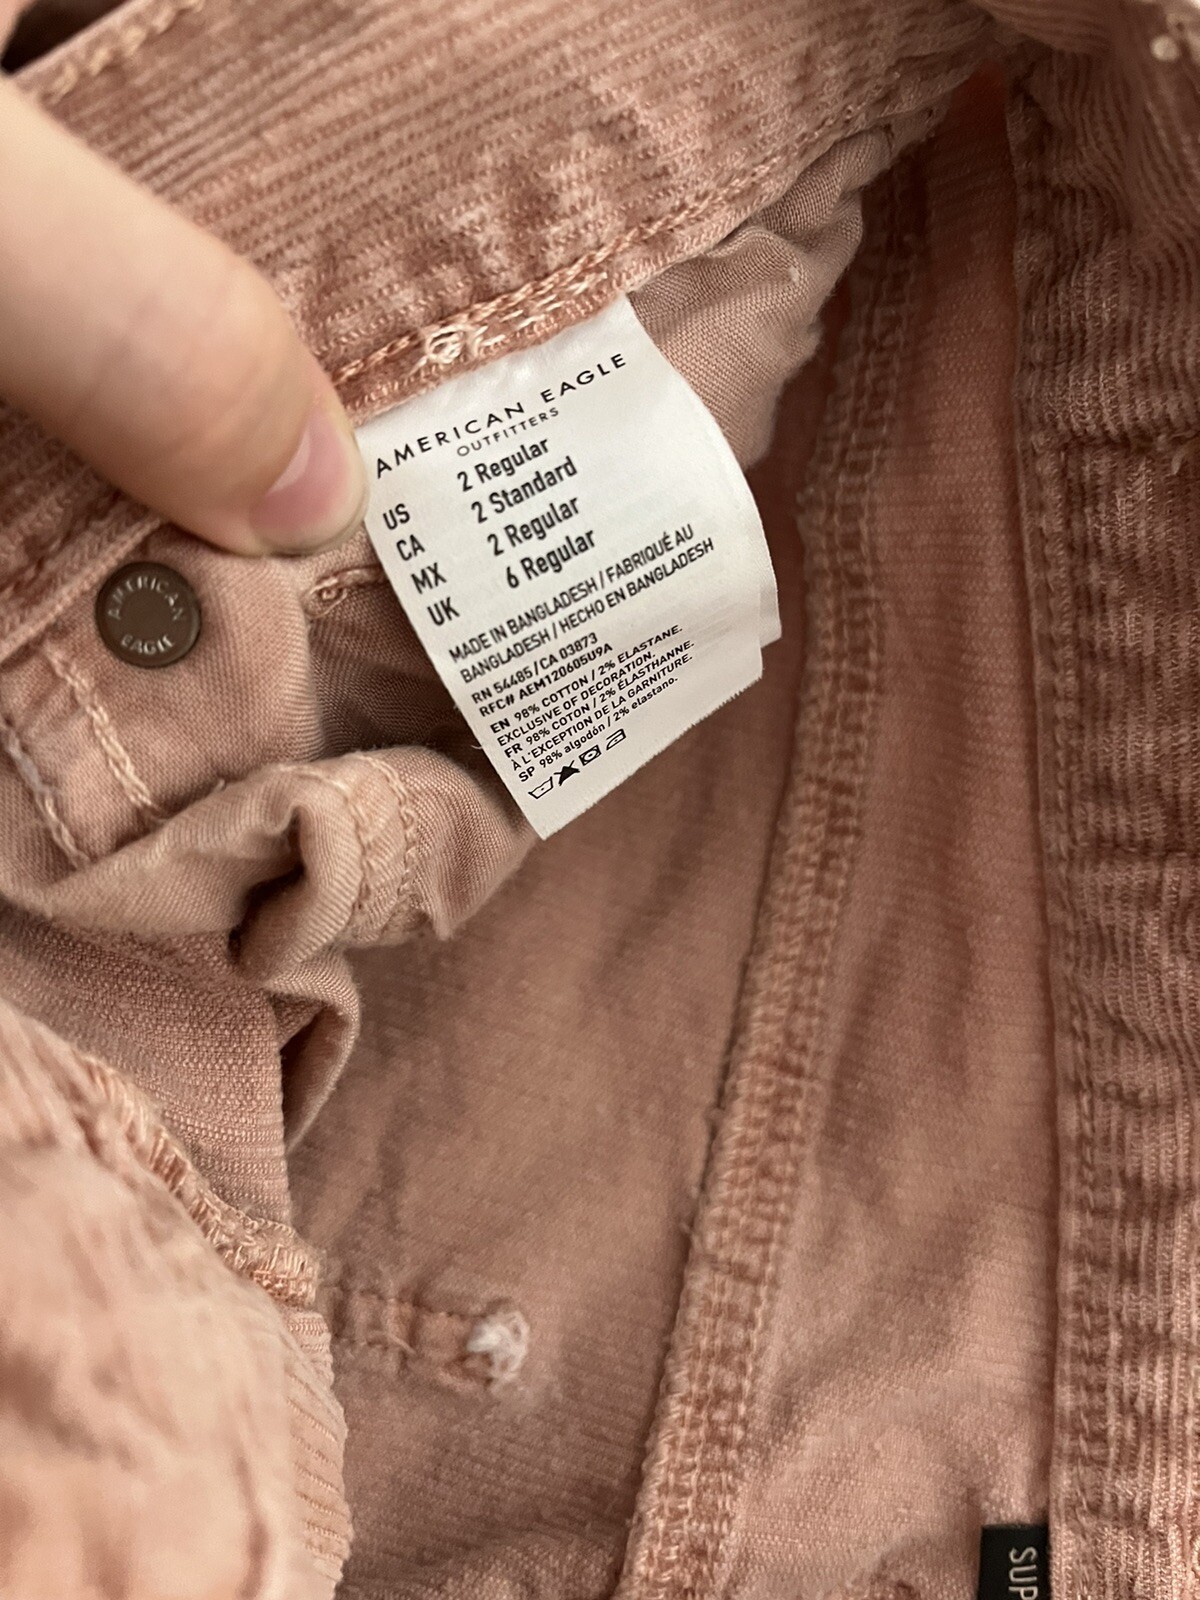 AMERICAN EAGLE
OUTFITTERS
US 2 Regular
CA 2 Standard
MX 2 Regular
UK 6 Regular
MADE IN BANGLADESH / FABRIQUÉ AU
BANGLADESH / HECHO EN BANGLADESH
RN 54485/CA 03873
RFC# AEM120605U9A
EN 98% COTTON / 2% ELASTANE.
EXCLUSIVE OF DECORATION.
FR 98% COTON / 2% ÉLASTHANNE.
À L'EXCEPTION DE LA GARNITURE.
SP 98% algodón / 2% elastano.
AMERICAN
EAGLE
SUP